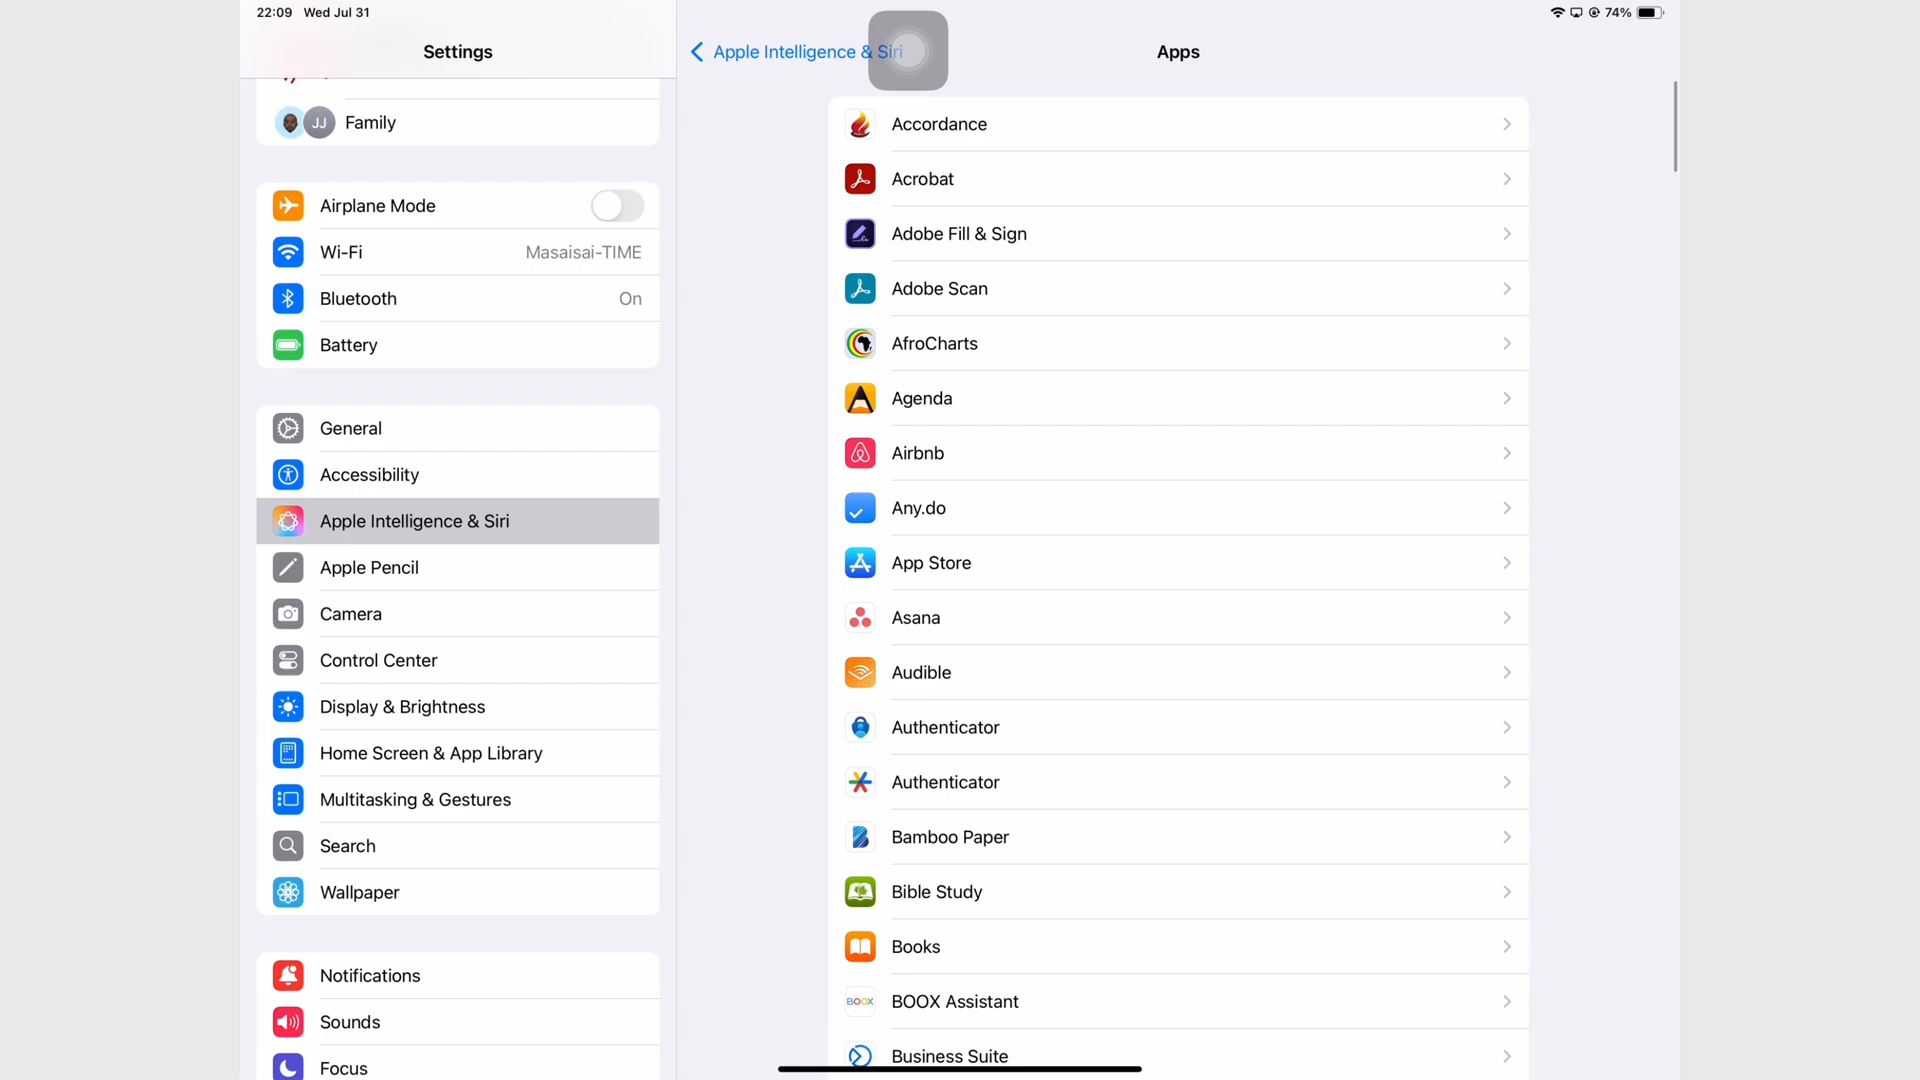 22:09 Wed Jul 31
74%
Settings
Apple Intelligence & Siri
Apps
JJ
Family
Airplane Mode
Wi-Fi
Masaisai-TIME
Bluetooth
On
Battery
General
Accessibility
Apple Intelligence & Siri
Apple Pencil
Camera
Control Center
Display & Brightness
Home Screen & App Library
Multitasking & Gestures
Search
Wallpaper
Notifications
Sounds
Focus
Accordance
Acrobat
Adobe Fill & Sign
Adobe Scan
AfroCharts
Agenda
Airbnb
Any.do
App Store
Asana
Audible
Authenticator
Authenticator
Bamboo Paper
Bible Study
Books
BOOX
BOOX Assistant
Business Suite